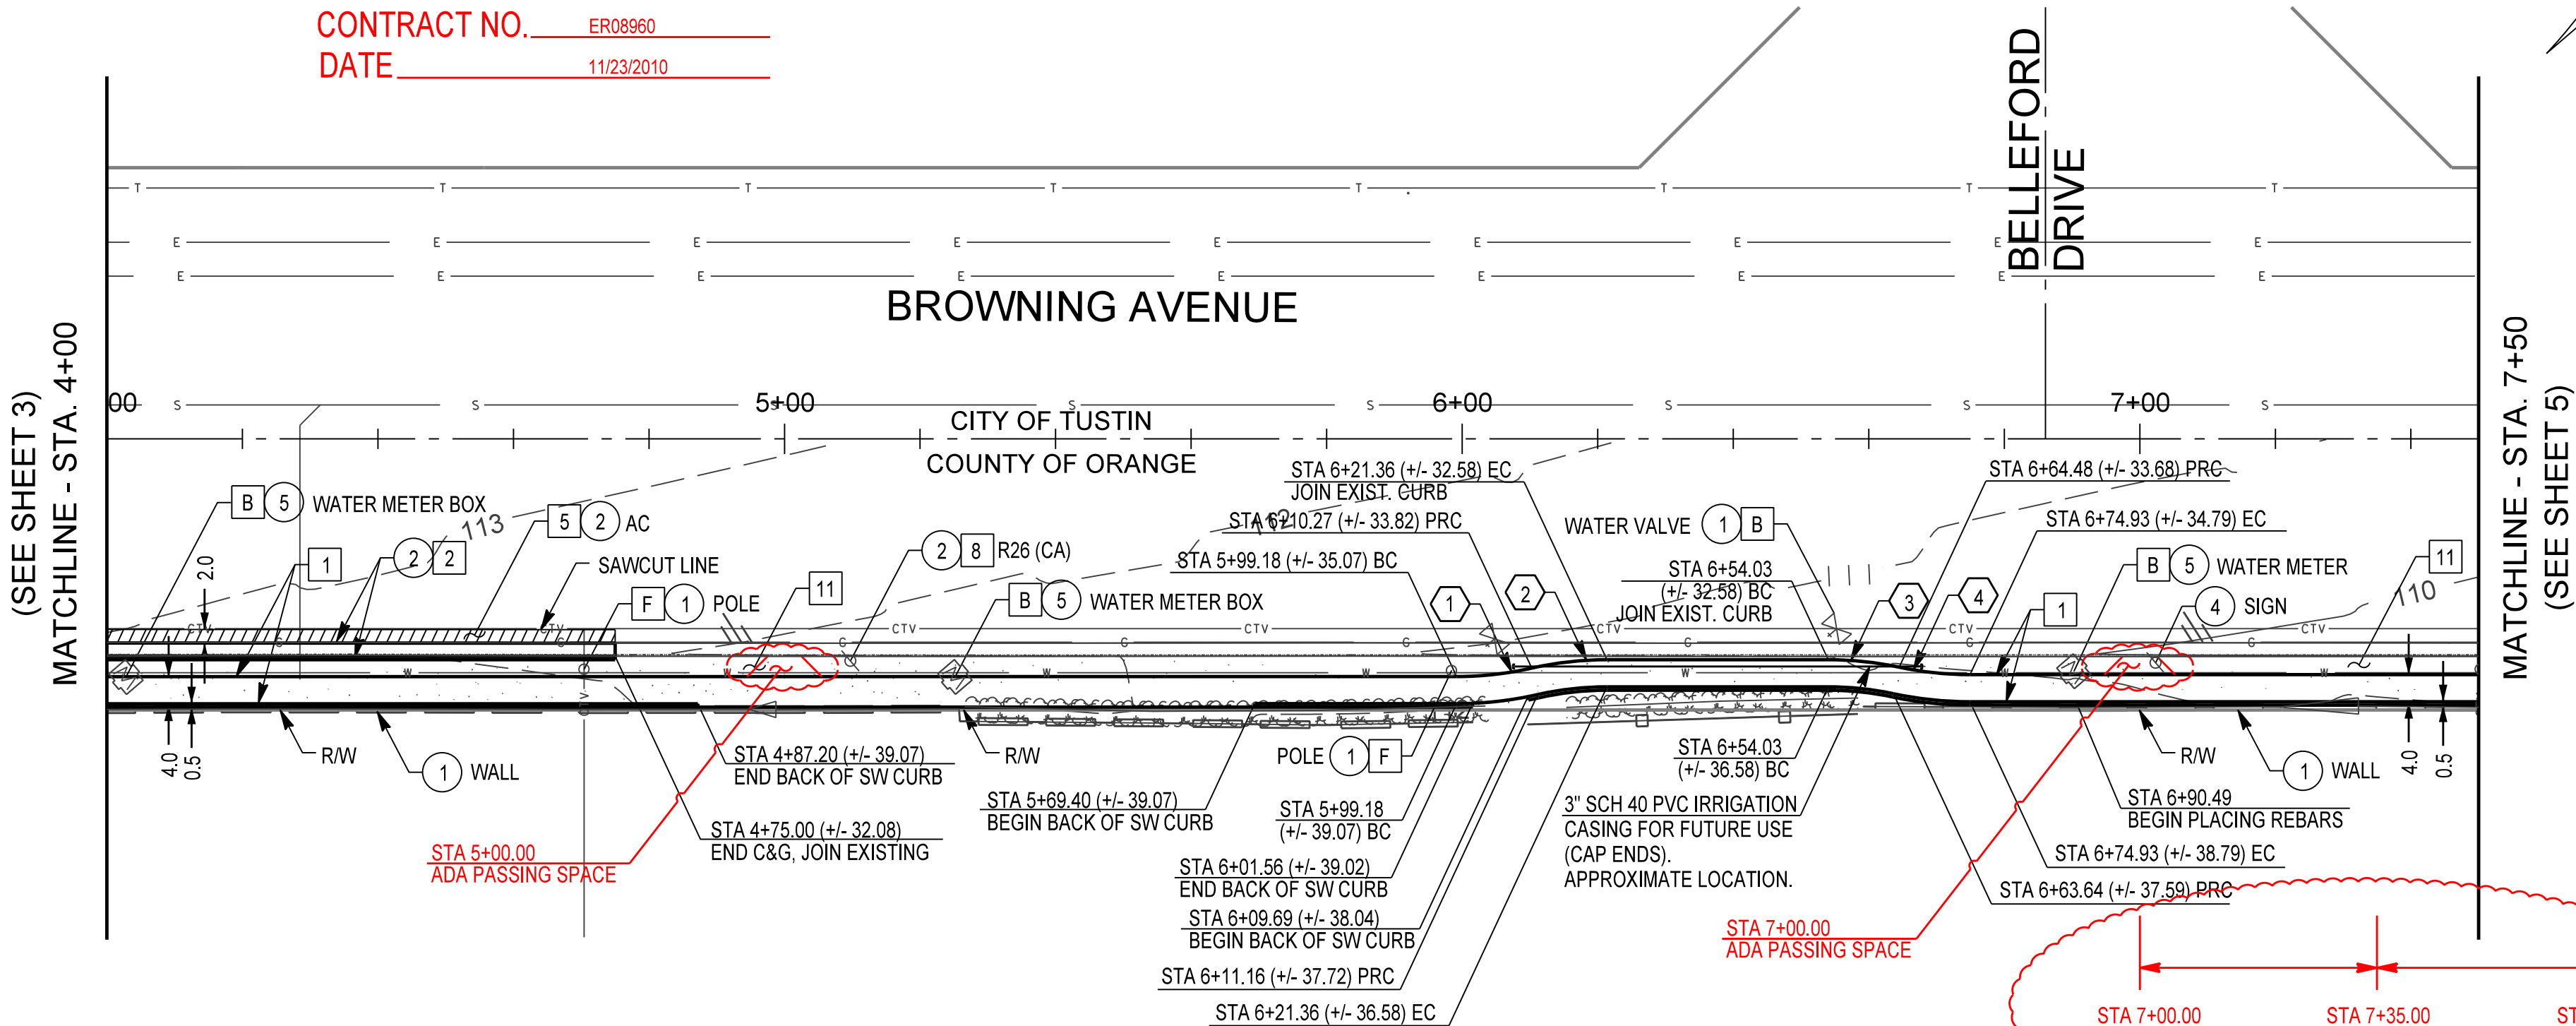 CONTRACT NO. ER08960
DATE 11/23/2010
BELLEFORD
DRIVE
T T T T T T T T
E E E E E E E E E
E E E E E E E E E
BROWNING AVENUE
(SEE SHEET 3)
MATCHLINE - STA. 4+00
MATCHLINE - STA. 7+50
(SEE SHEET 5)
00 S S 5+00 S S 6+00 S S 7+00 S
CITY OF TUSTIN
COUNTY OF ORANGE
B 5 WATER METER BOX
113
5 2 AC
1
2 2
SAWCUT LINE
2.0
F 1 POLE
11
2 8 R26 (CA)
B 5 WATER METER BOX
STA 6+21.36 (+/- 32.58) EC
JOIN EXIST. CURB
112
STA 6+10.27 (+/- 33.82) PRC
STA 5+99.18 (+/- 35.07) BC
1
2
WATER VALVE 1 B
STA 6+54.03
(+/- 32.58) BC
JOIN EXIST. CURB
3
4
STA 6+64.48 (+/- 33.68) PRC
STA 6+74.93 (+/- 34.79) EC
B 5 WATER METER
11
1
4 SIGN
110
CTV CTV CTV CTV CTV CTV CTV
G G G G G G G
W W W W W W W
CTV
4.0
0.5
R/W
1 WALL
STA 4+87.20 (+/- 39.07)
END BACK OF SW CURB
STA 4+75.00 (+/- 32.08)
END C&G, JOIN EXISTING
STA 5+00.00
ADA PASSING SPACE
R/W
STA 5+69.40 (+/- 39.07)
BEGIN BACK OF SW CURB
POLE 1 F
STA 5+99.18
(+/- 39.07) BC
STA 6+01.56 (+/- 39.02)
END BACK OF SW CURB
STA 6+09.69 (+/- 38.04)
BEGIN BACK OF SW CURB
STA 6+11.16 (+/- 37.72) PRC
STA 6+21.36 (+/- 36.58) EC
STA 6+54.03
(+/- 36.58) BC
3" SCH 40 PVC IRRIGATION
CASING FOR FUTURE USE
(CAP ENDS).
APPROXIMATE LOCATION.
R/W
1 WALL
4.0
0.5
STA 6+90.49
BEGIN PLACING REBARS
STA 6+74.93 (+/- 38.79) EC
STA 6+63.64 (+/- 37.59) PRC
STA 7+00.00
ADA PASSING SPACE
STA 7+00.00 STA 7+35.00 ST